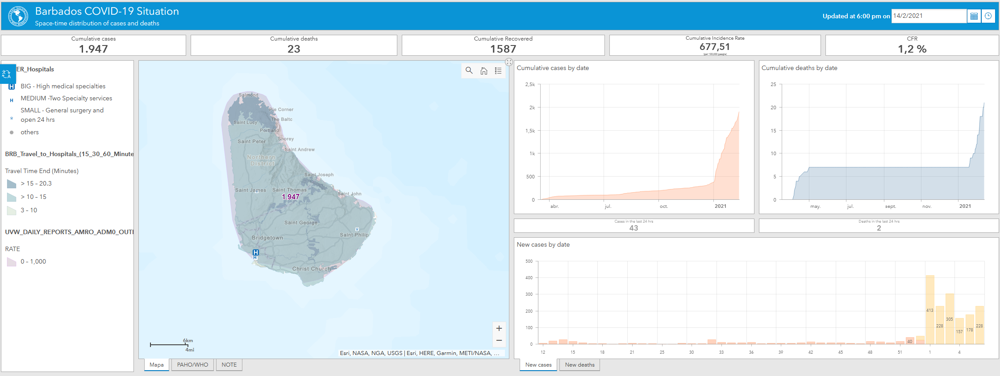 Barbados COVID-19 Situation
Space-time distribution of cases and deaths
Updated at 6:00 pm on 14/2/2021
Cumulative cases
1.947
Cumulative deaths
23
Cumulative Recovered
1587
Cumulative Incidence Rate
677,51
(per 100,000 people)
CFR
1,2 %
ER_Hospitals
BIG - High medical specialties
MEDIUM -Two Specialty services
SMALL - General surgery and
open 24 hrs
others
BRB_Travel_to_Hospitals_(15_30_60_Minute
Travel Time End (Minutes)
> 15 – 20.3
> 10 – 15
3 – 10
UVW_DAILY_REPORTS_AMRO_ADM0_OUTI
RATE
0 – 1,000
Salmond
Pie Corner
The Baltc
Saint Lucy
Portland
Shorey
Saint Peter
Saint Andrew
Northern
District
Saint Joseph
Saint James
Saint Thomas
1.947
Saint John
Saint George
Saint Philip
Bridgetown
Christ Church
6km
4mi
Esri, NASA, NGA, USGS | Esri, HERE, Garmin, METI/NASA, ...
Mapa
PAHO/WHO
NOTE
Cumulative cases by date
2,5k
2k
1,5k
1k
500
0
abr.
jul.
oct.
2021
Cumulative deaths by date
25
20
15
10
5
0
may.
jul.
sept.
nov.
2021
Cases in the last 24 hrs
43
Deaths in the last 24 hrs
2
New cases by date
500
400
300
200
100
0
40
413
228
305
157
178
228
12
15
18
21
25
30
33
36
39
42
45
48
51
1
4
New cases
New deaths